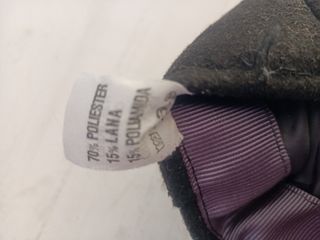 70% POLIESTER
15% LANA
15% POLIAMIDA